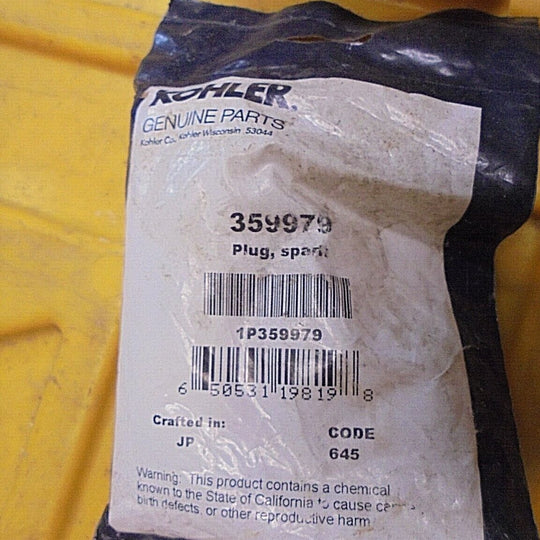 KOHLER®
GENUINE PARTS
Kohler Co. Kohler Wisconsin 53044
359979
Plug, spark
1P359979
6 50531 19819 8
Crafted in:
JP
CODE
645
Warning: This product contains a chemical
known to the State of California to cause
birth defects, or other reproductive harm